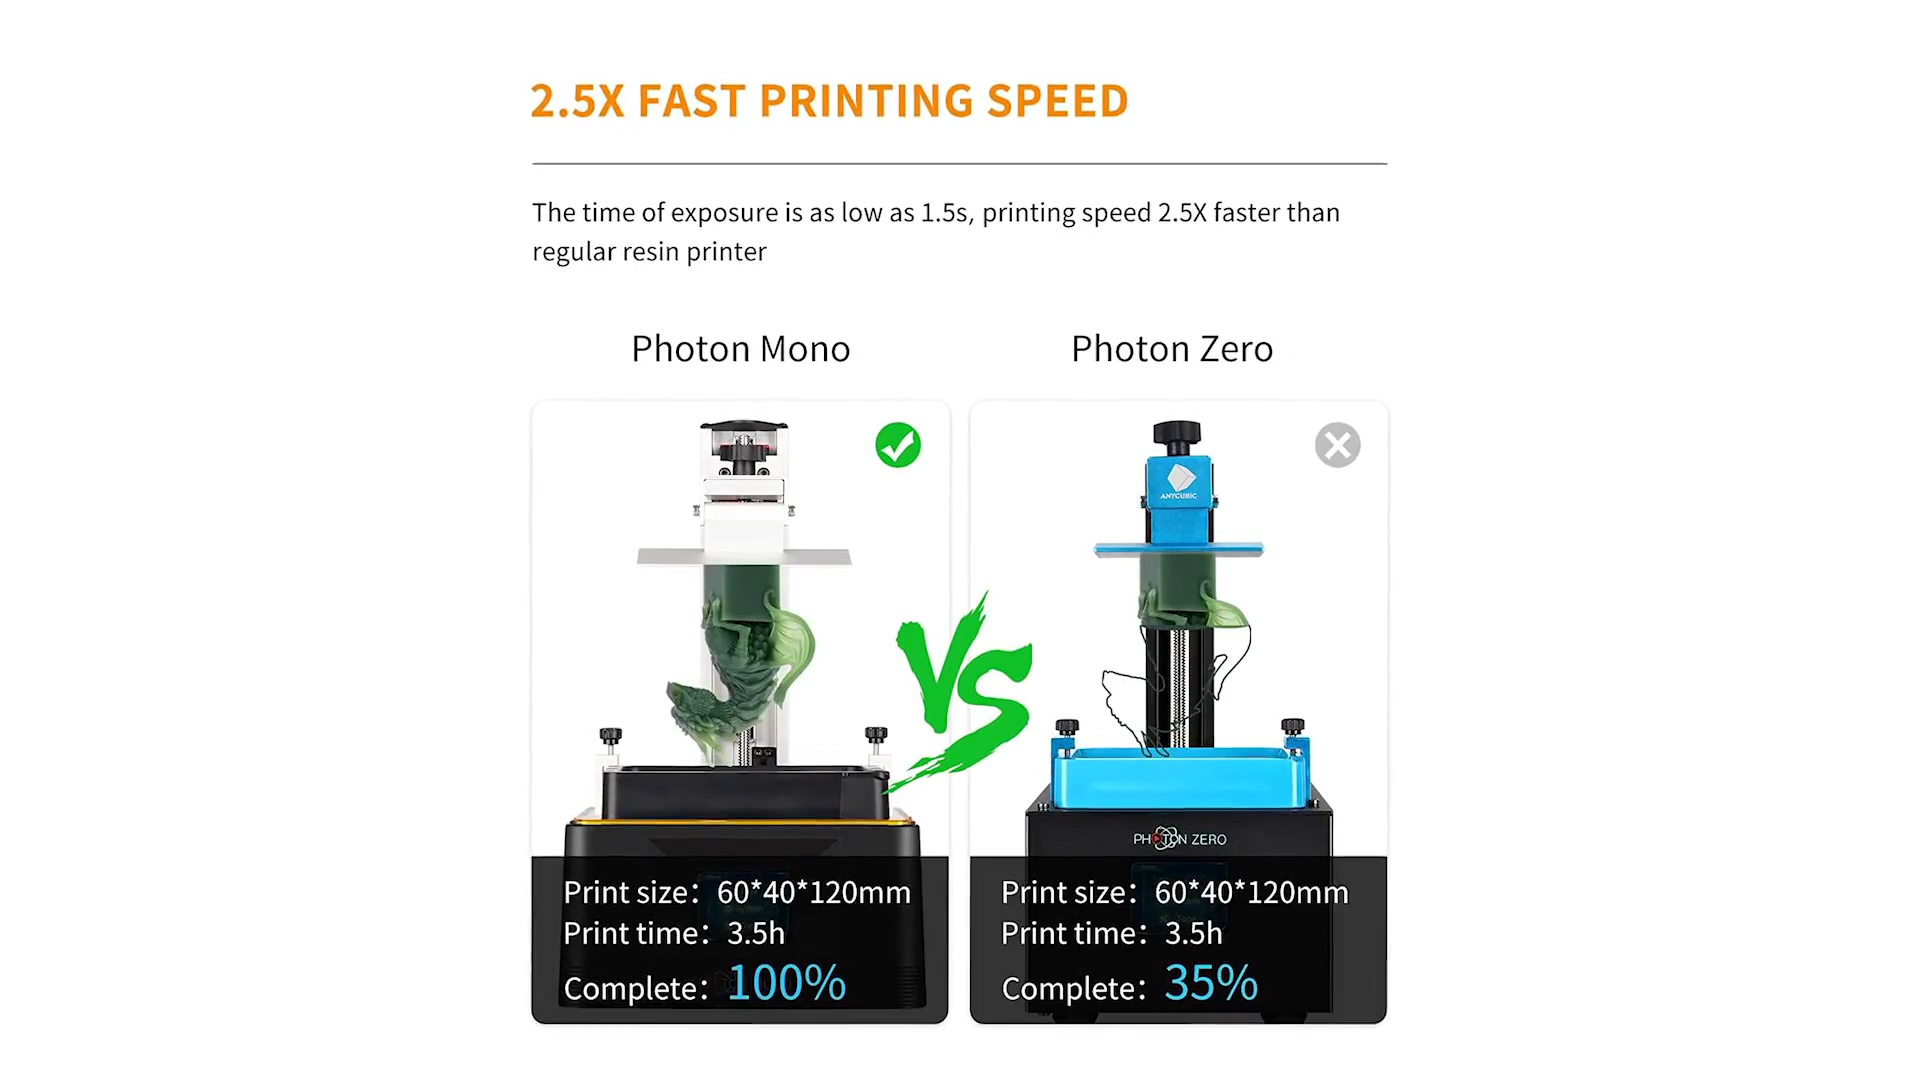 2.5X FAST PRINTING SPEED
The time of exposure is as low as 1.5s, printing speed 2.5X faster than
regular resin printer
Photon Mono
Photon Zero
ANYCUBIC
VS
PHOTON ZERO
Print size: 60*40*120mm
Print time: 3.5h
Complete: 100%
Print size: 60*40*120mm
Print time: 3.5h
Complete: 35%